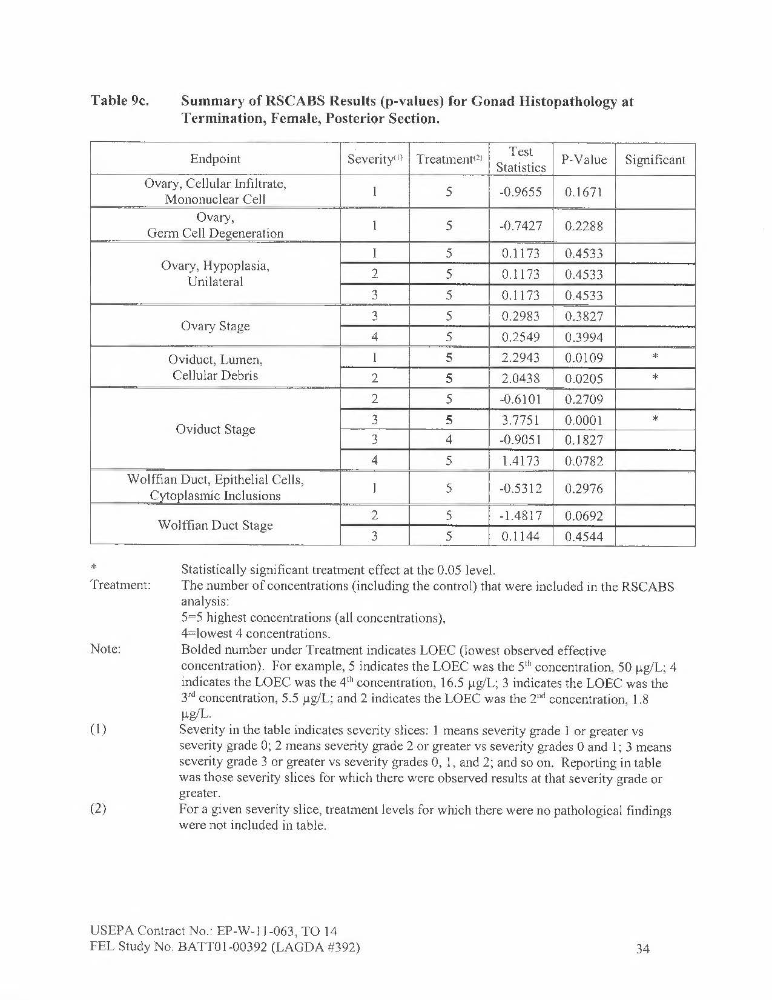 Table 9c. Summary of RSCABS Results (p-values) for Gonad Histopathology at
Termination, Female, Posterior Section.
Endpoint Severity(1) Treatment(2) Test Statistics P-Value Significant
Ovary, Cellular Infiltrate,
Mononuclear Cell
1 5 -0.9655 0.1671
Ovary,
Germ Cell Degeneration
1 5 -0.7427 0.2288
Ovary, Hypoplasia,
Unilateral
1 5 0.1173 0.4533
2 5 0.1173 0.4533
3 5 0.1173 0.4533
Ovary Stage
3 5 0.2983 0.3827
4 5 0.2549 0.3994
Oviduct, Lumen,
Cellular Debris
1 5 2.2943 0.0109 *
2 5 2.0438 0.0205 *
Oviduct Stage
2 5 -0.6101 0.2709
3 5 3.7751 0.0001 *
3 4 -0.9051 0.1827
4 5 1.4173 0.0782
Wolffian Duct, Epithelial Cells,
Cytoplasmic Inclusions
1 5 -0.5312 0.2976
Wolffian Duct Stage
2 5 -1.4817 0.0692
3 5 0.1144 0.4544
* Statistically significant treatment effect at the 0.05 level.
Treatment: The number of concentrations (including the control) that were included in the RSCABS
analysis:
5=5 highest concentrations (all concentrations),
4=lowest 4 concentrations.
Note: Bolded number under Treatment indicates LOEC (lowest observed effective
concentration). For example, 5 indicates the LOEC was the 5th concentration, 50 µg/L; 4
indicates the LOEC was the 4th concentration, 16.5 µg/L; 3 indicates the LOEC was the
3rd concentration, 5.5 µg/L; and 2 indicates the LOEC was the 2nd concentration, 1.8
µg/L.
(1) Severity in the table indicates severity slices: 1 means severity grade 1 or greater vs
severity grade 0; 2 means severity grade 2 or greater vs severity grades 0 and 1; 3 means
severity grade 3 or greater vs severity grades 0, 1, and 2; and so on. Reporting in table
was those severity slices for which there were observed results at that severity grade or
greater.
(2) For a given severity slice, treatment levels for which there were no pathological findings
were not included in table.
USEPA Contract No.: EP-W-11-063, TO 14
FEL Study No. BATT01-00392 (LAGDA #392) 34